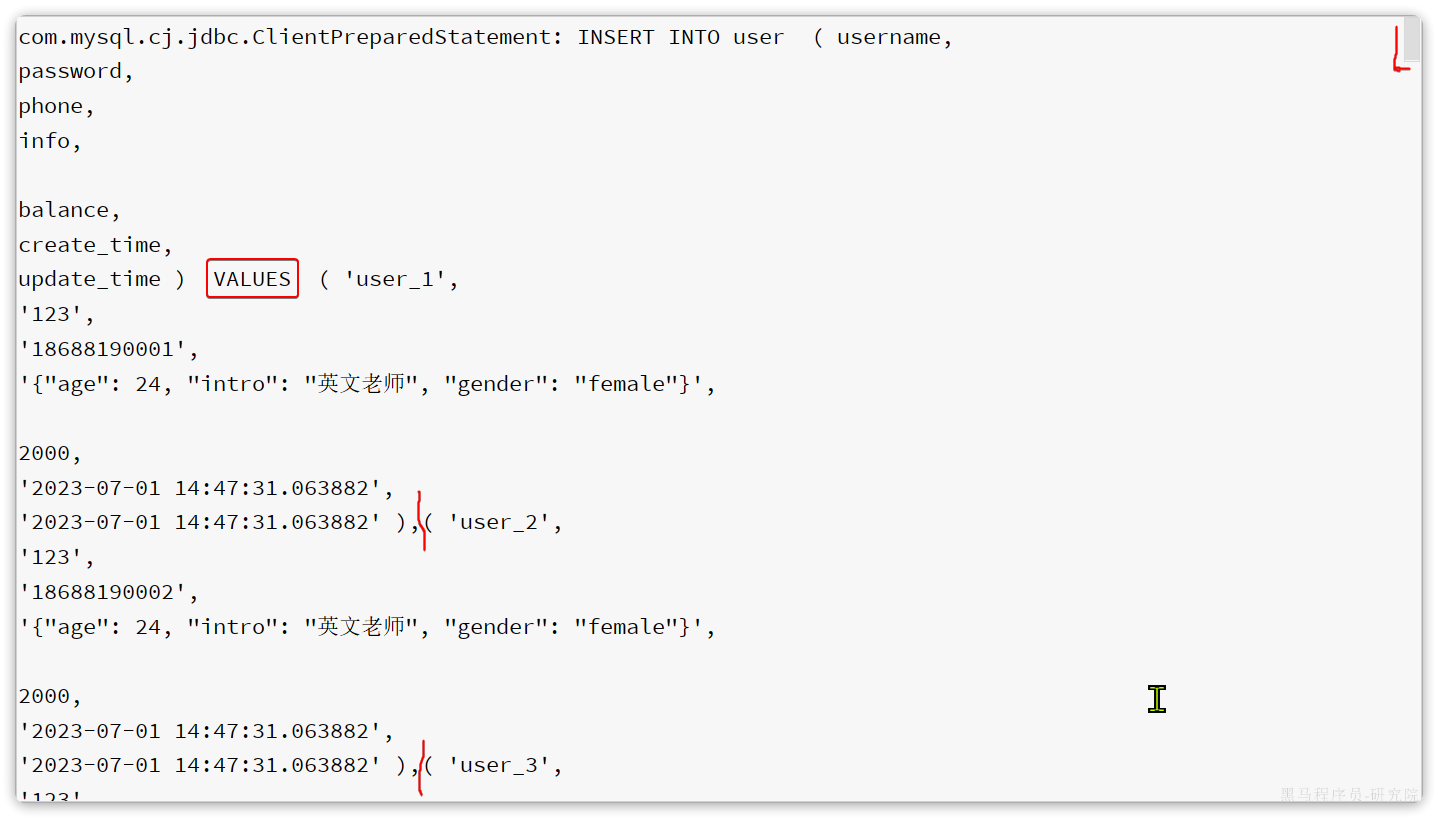 com.mysql.cj.jdbc.ClientPreparedStatement: INSERT INTO user  ( username,
password,
phone,
info,
balance,
create_time,
update_time )  VALUES  ( 'user_1',
'123',
'18688190001',
'{"age": 24, "intro": "英文老师", "gender": "female"}',
2000,
'2023-07-01 14:47:31.063882',
'2023-07-01 14:47:31.063882' ),( 'user_2',
'123',
'18688190002',
'{"age": 24, "intro": "英文老师", "gender": "female"}',
2000,
'2023-07-01 14:47:31.063882',
'2023-07-01 14:47:31.063882' ),( 'user_3',
'123'
黑马程序员-研究院